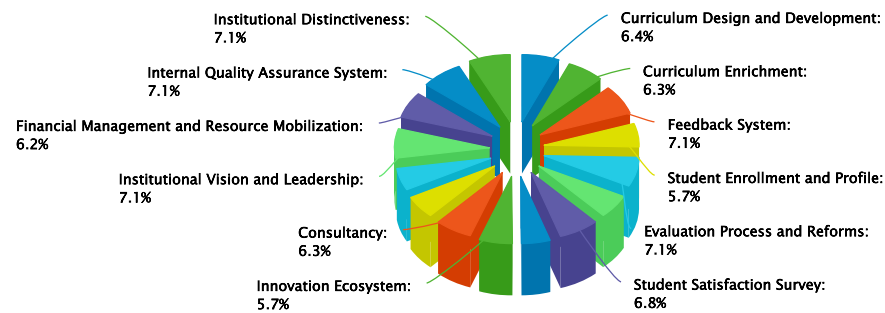 Institutional Distinctiveness:
7.1%
Curriculum Design and Development:
6.4%
Internal Quality Assurance System:
7.1%
Curriculum Enrichment:
6.3%
Financial Management and Resource Mobilization:
6.2%
Feedback System:
7.1%
Institutional Vision and Leadership:
7.1%
Student Enrollment and Profile:
5.7%
Consultancy:
6.3%
Evaluation Process and Reforms:
7.1%
Innovation Ecosystem:
5.7%
Student Satisfaction Survey:
6.8%